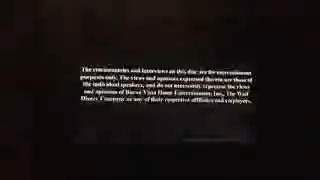 The commentaries and interviews on this disc are for entertainment
purposes only. The views and opinions expressed therein are those of
the individual speakers, and do not necessarily represent the views
and opinions of Buena Vista Home Entertainment, Inc., The Walt
Disney Company or any of their respective affiliates and employees.